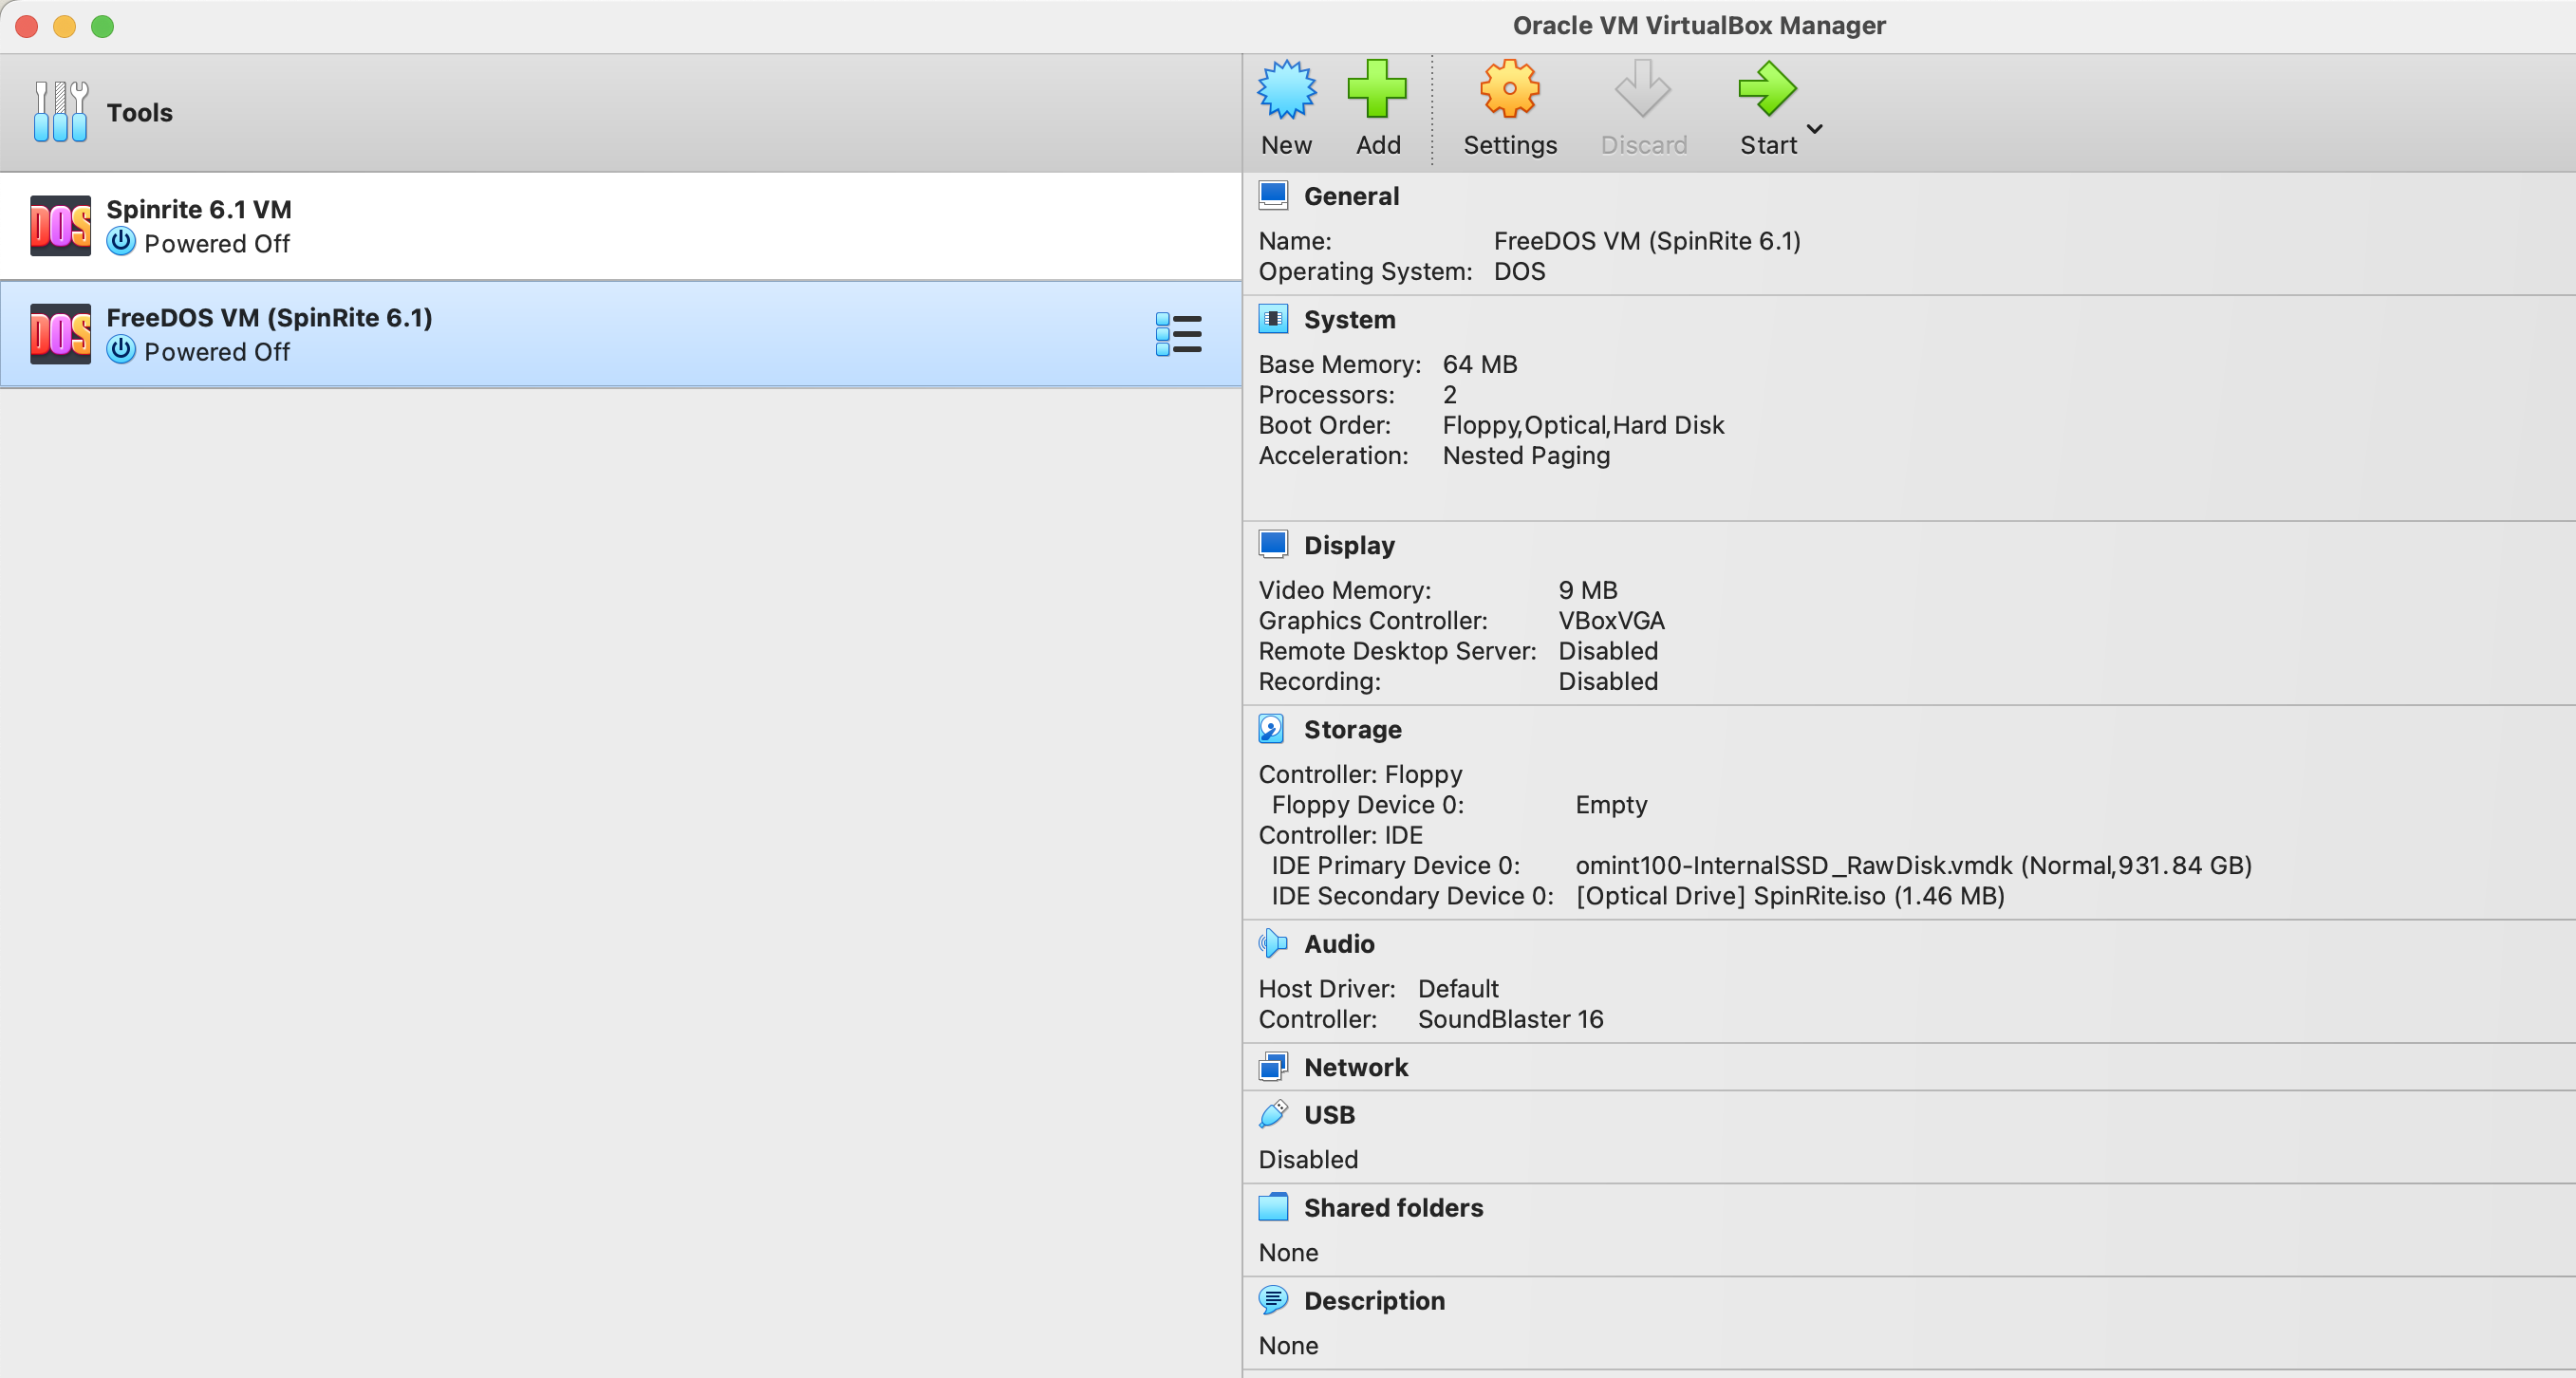 Oracle VM VirtualBox Manager
Tools
New
Add
Settings
Discard
Start
DOS
Spinrite 6.1 VM
Powered Off
DOS
FreeDOS VM (SpinRite 6.1)
Powered Off
General
Name: FreeDOS VM (SpinRite 6.1)
Operating System: DOS
System
Base Memory: 64 MB
Processors: 2
Boot Order: Floppy,Optical,Hard Disk
Acceleration: Nested Paging
Display
Video Memory: 9 MB
Graphics Controller: VBoxVGA
Remote Desktop Server: Disabled
Recording: Disabled
Storage
Controller: Floppy
Floppy Device 0: Empty
Controller: IDE
IDE Primary Device 0: omint100-InternalSSD_RawDisk.vmdk (Normal,931.84 GB)
IDE Secondary Device 0: [Optical Drive] SpinRite.iso (1.46 MB)
Audio
Host Driver: Default
Controller: SoundBlaster 16
Network
USB
Disabled
Shared folders
None
Description
None